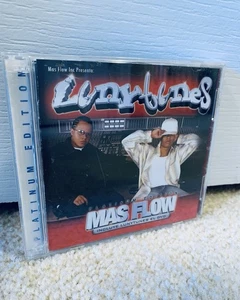 Mas Flow Inc Presents
Luny tunes
MAS FLOW
PLATINUM EDITION